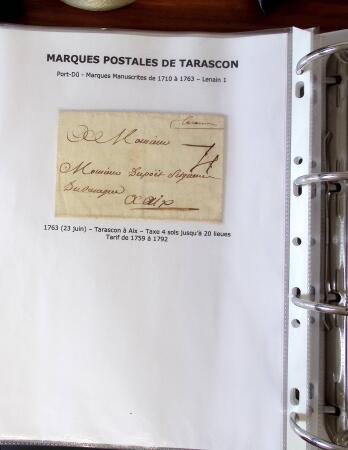 MARQUES POSTALES DE TARASCON
Port-Dû - Marques Manuscrites de 1710 à 1763 – Lenain 1
Tarascon
A Monsieur
4
Monsieur
A Aix
1763 (23 juin) – Tarascon à Aix – Taxe 4 sols jusqu'à 20 lieues
Tarif de 1759 à 1792